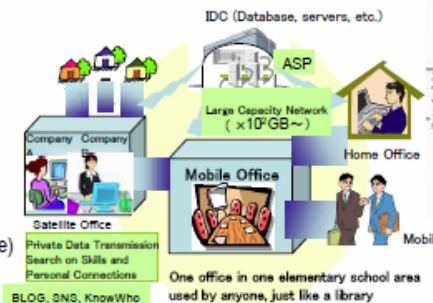 IDC (Database, servers, etc.)
ASP
Large Capacity Network
( x10²GB~)
Company Company
A
Home Office
Mobile Office
Satellite Office
Mobil
e)
Private Data Transmission
Search on Skills and
Personal Connections
One office in one elementary school area
used by anyone, just like a library
BLOG, SNS, KnowWho